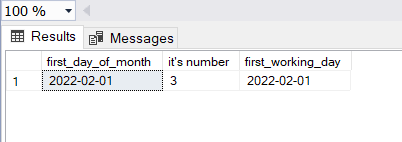 100 %
Results Messages
first_day_of_month it's number first_working_day
1 2022-02-01 3 2022-02-01